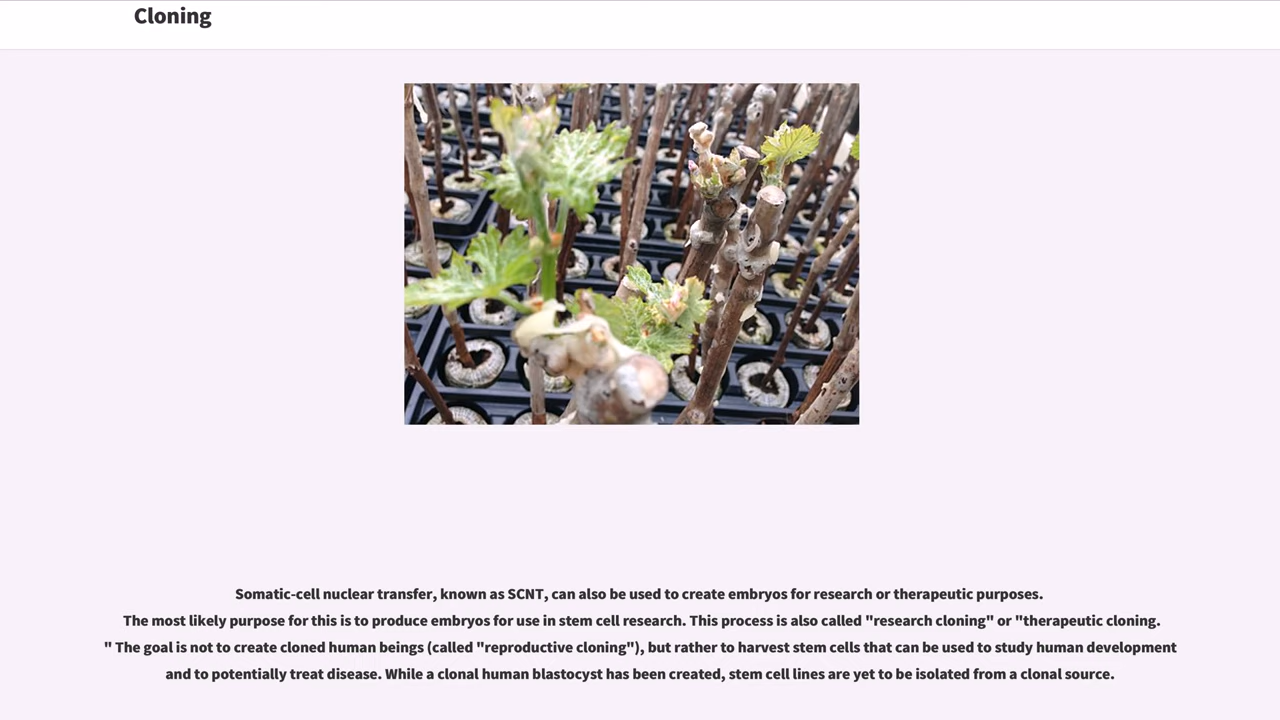 Cloning
Somatic-cell nuclear transfer, known as SCNT, can also be used to create embryos for research or therapeutic purposes.
The most likely purpose for this is to produce embryos for use in stem cell research. This process is also called "research cloning" or "therapeutic cloning.
" The goal is not to create cloned human beings (called "reproductive cloning"), but rather to harvest stem cells that can be used to study human development
and to potentially treat disease. While a clonal human blastocyst has been created, stem cell lines are yet to be isolated from a clonal source.